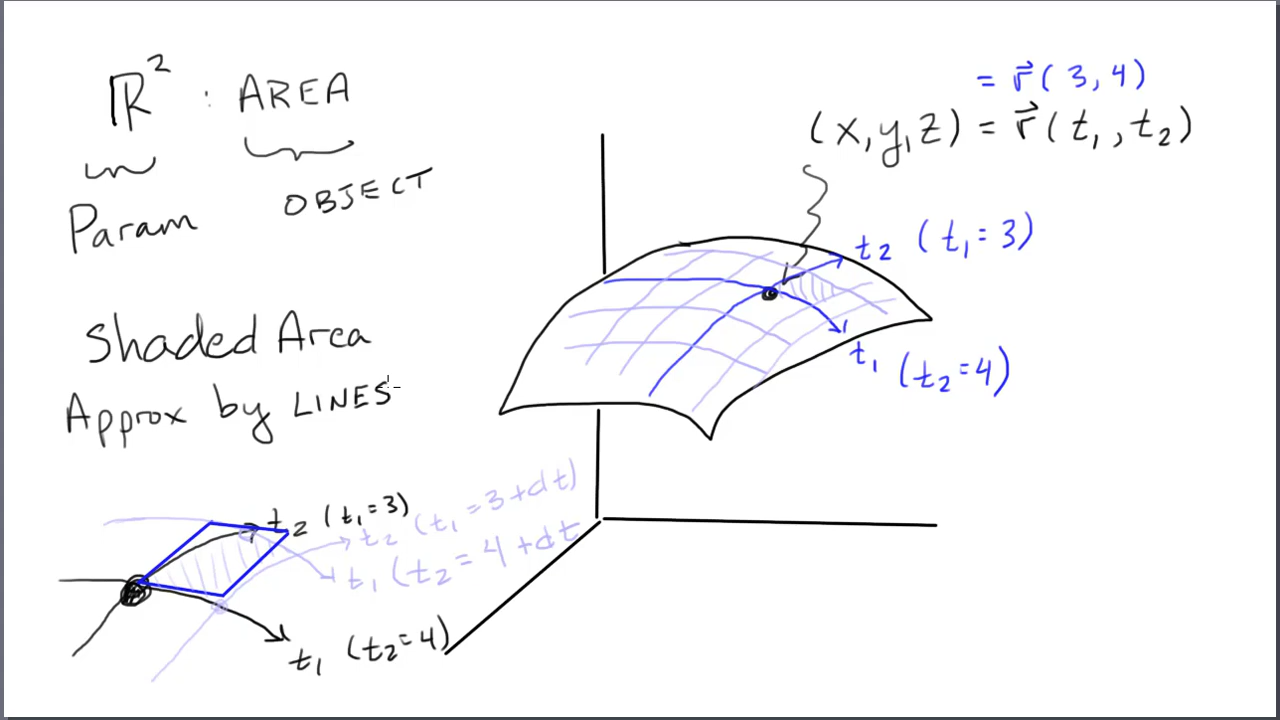 ℝ² : AREA
Param
OBJECT
= r⃗(3,4)
(x,y,z) = r⃗(t₁,t₂)
t₂ (t₁=3)
t₁ (t₂=4)
Shaded Area
Approx by LINES
t₂ (t₁=3)
t₂ (t₁=3+dt)
t₁ (t₂=4+dt
t₁ (t₂=4)